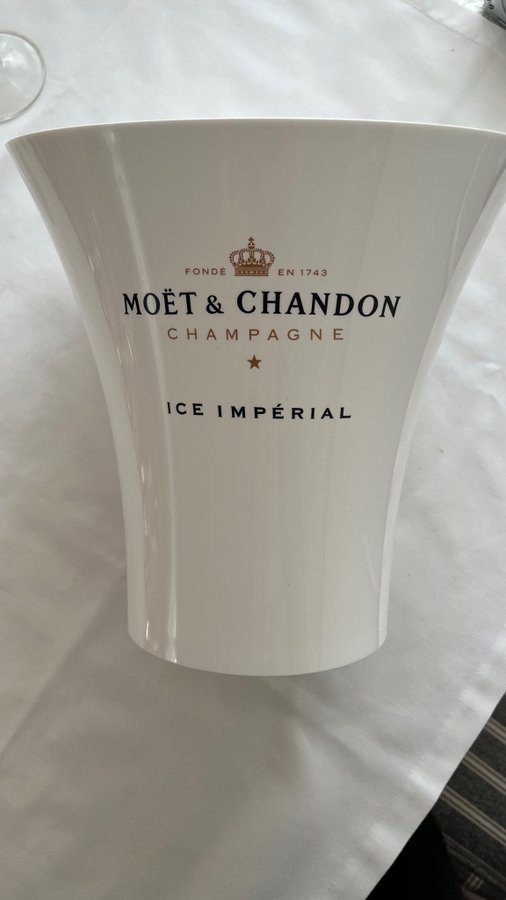 FONDÉ EN 1743
MOËT & CHANDON
CHAMPAGNE
ICE IMPÉRIAL